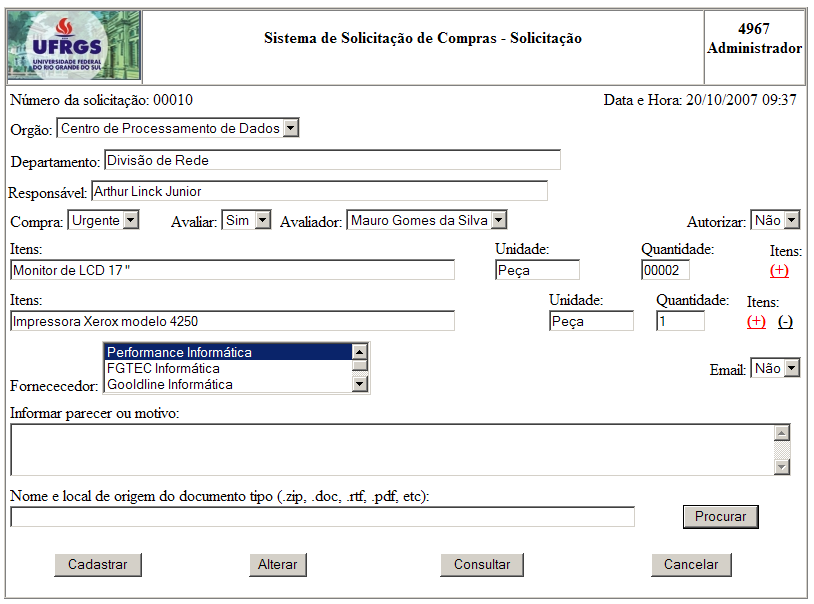 UFRGS
UNIVERSIDADE FEDERAL
DO RIO GRANDE DO SUL
Sistema de Solicitação de Compras - Solicitação
4967
Administrador
Número da solicitação: 00010 Data e Hora: 20/10/2007 09:37
Orgão: Centro de Processamento de Dados
Departamento: Divisão de Rede
Responsável: Arthur Linck Junior
Compra: Urgente Avaliar: Sim Avaliador: Mauro Gomes da Silva Autorizar: Não
Itens: Unidade: Quantidade: Itens:
Monitor de LCD 17" Peça 00002 (+)
Itens: Unidade: Quantidade: Itens:
Impressora Xerox modelo 4250 Peça 1 (+) (-)
Performance Informática
FGTEC Informática
Fornececedor: Gooldline Informática Email: Não
Informar parecer ou motivo:
Nome e local de origem do documento tipo (.zip, .doc, .rtf, .pdf, etc):
Procurar
Cadastrar Alterar Consultar Cancelar